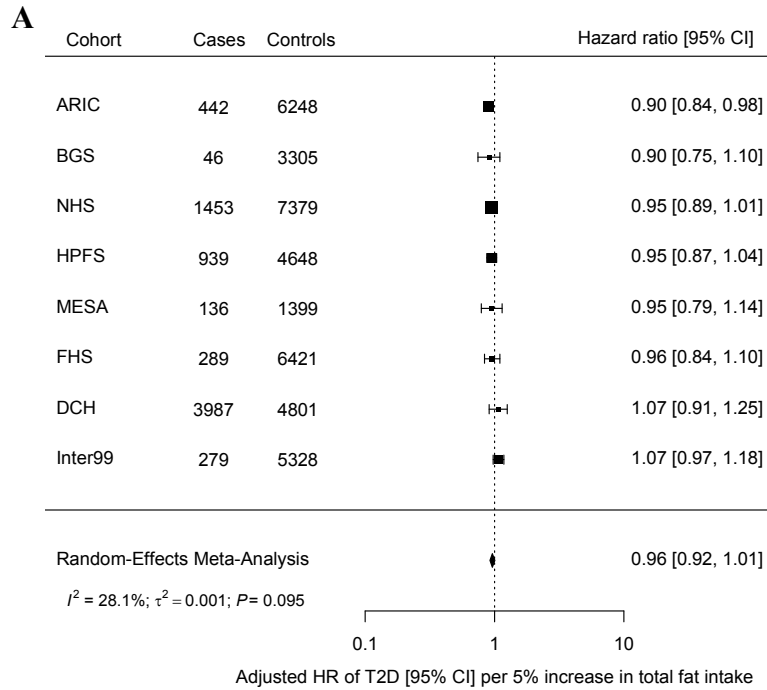 A
Cohort Cases Controls Hazard ratio [95% CI]
ARIC 442 6248 0.90 [0.84, 0.98]
BGS 46 3305 0.90 [0.75, 1.10]
NHS 1453 7379 0.95 [0.89, 1.01]
HPFS 939 4648 0.95 [0.87, 1.04]
MESA 136 1399 0.95 [0.79, 1.14]
FHS 289 6421 0.96 [0.84, 1.10]
DCH 3987 4801 1.07 [0.91, 1.25]
Inter99 279 5328 1.07 [0.97, 1.18]
Random-Effects Meta-Analysis 0.96 [0.92, 1.01]
I² = 28.1%; τ² = 0.001; P = 0.095
0.1 1 10
Adjusted HR of T2D [95% CI] per 5% increase in total fat intake